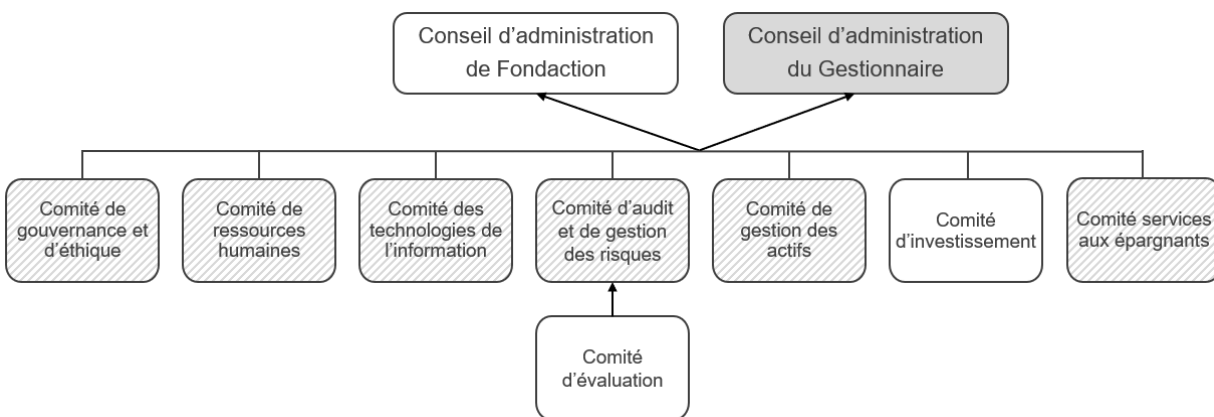 Conseil d’administration
de Fondaction
Conseil d’administration
du Gestionnaire
Comité de
gouvernance et
d’éthique
Comité de
ressources
humaines
Comité des
technologies de
l’information
Comité d’audit
et de gestion
des risques
Comité de
gestion des
actifs
Comité
d’investissement
Comité services
aux épargnants
Comité
d’évaluation